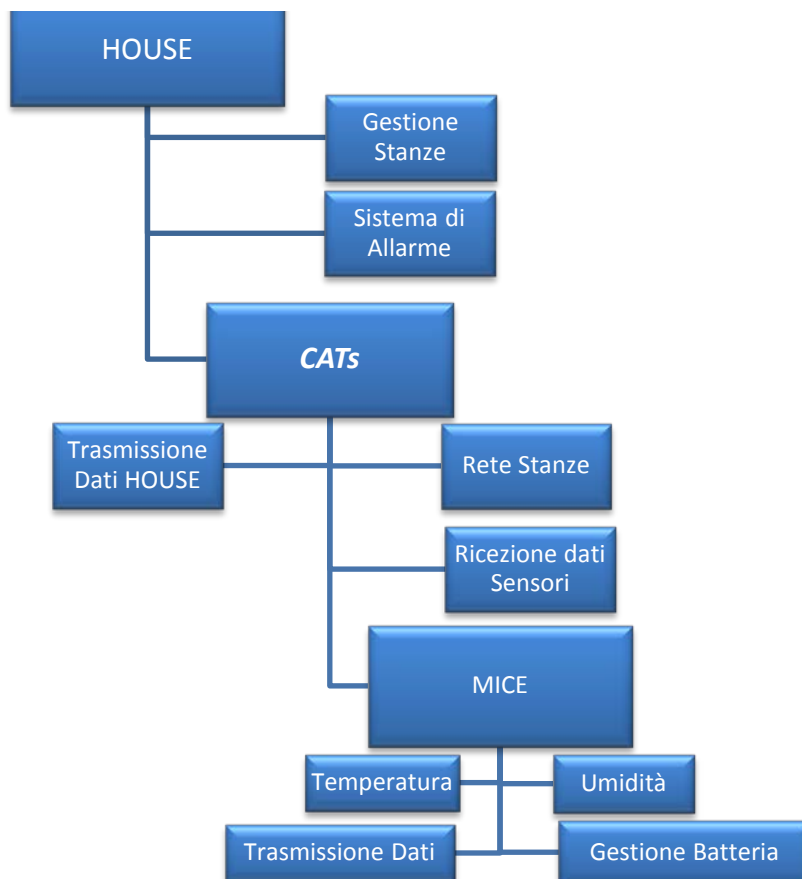 HOUSE
Gestione
Stanze
Sistema di
Allarme
CATs
Trasmissione
Dati HOUSE
Rete Stanze
Ricezione dati
Sensori
MICE
Temperatura
Umidità
Trasmissione Dati
Gestione Batteria